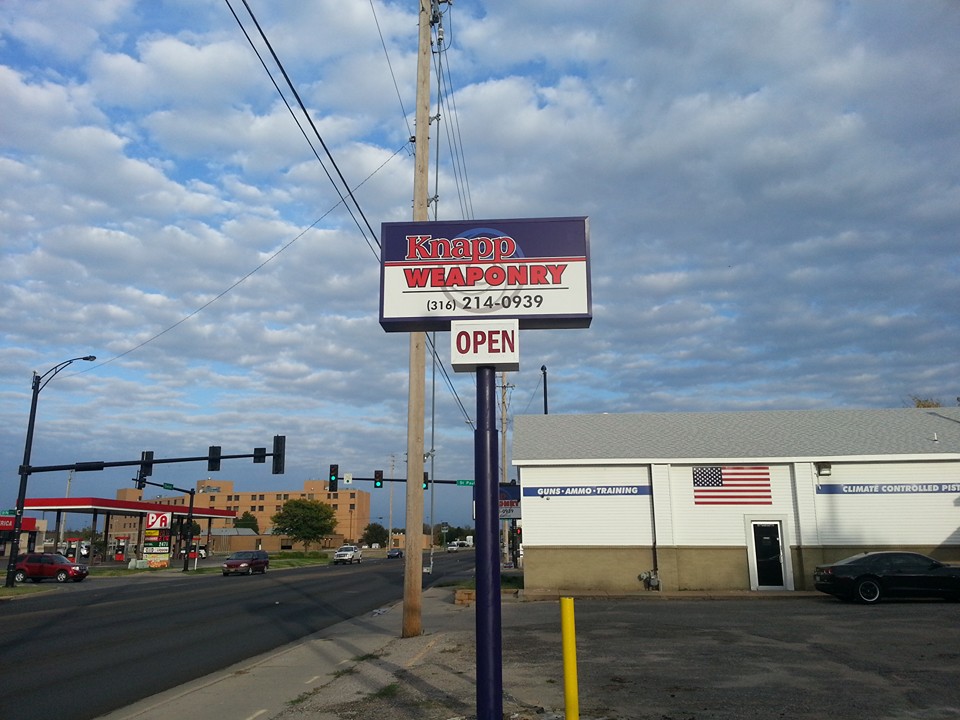 Knapp
WEAPONRY
(316) 214-0939
OPEN
GUNS·AMMO·TRAINING
CLIMATE CONTROLLED PIST